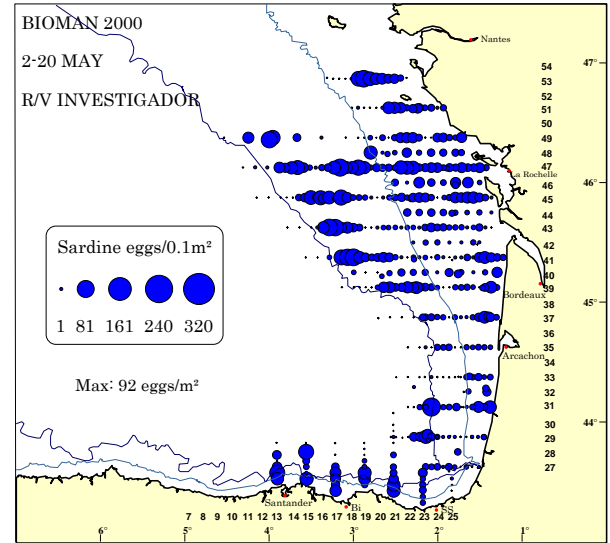 BIOMAN 2000
2-20 MAY
R/V INVESTIGADOR
Nantes
47°
54
53
52
51
50
49
48
47
La Rochelle
46
46°
45
44
43
42
41
40
39
Bordeaux
45°
38
37
36
35
Arcachon
34
33
32
31
30
44°
29
28
27
Sardine eggs/0.1m²
1 81 161 240 320
Max: 92 eggs/m²
Santander
Bi
SS
7 8 9 10 11 12 13 14 15 16 17 18 19 20 21 22 23 24 25
6° 5° 4° 3° 2° 1°